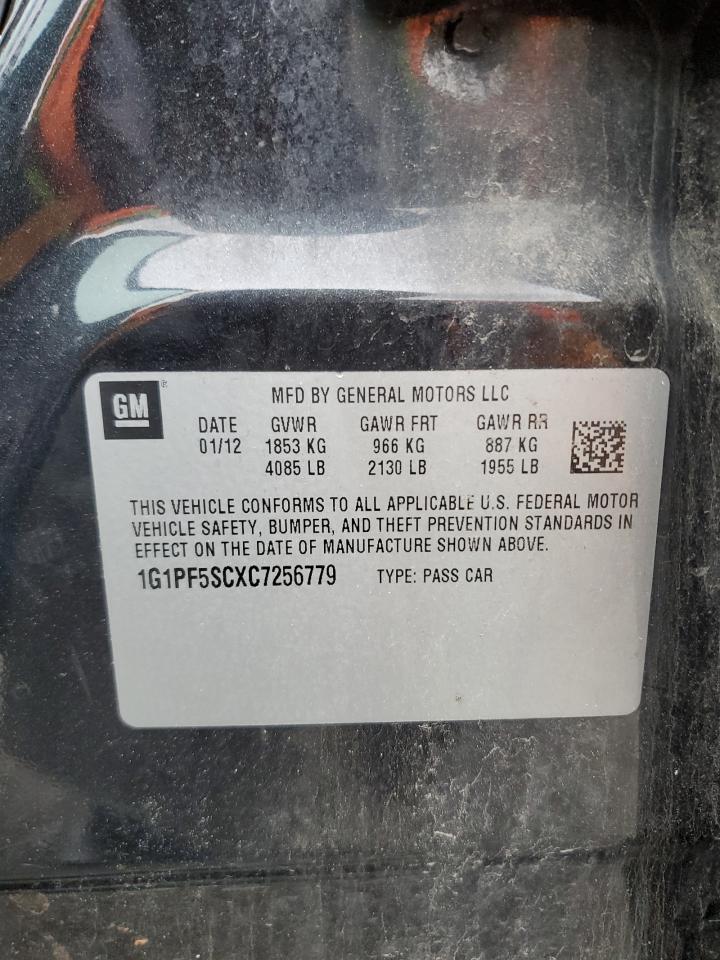 GM ®
MFD BY GENERAL MOTORS LLC
DATE GVWR GAWR FRT GAWR RR
01/12 1853 KG 966 KG 887 KG
4085 LB 2130 LB 1955 LB
THIS VEHICLE CONFORMS TO ALL APPLICABLE U.S. FEDERAL MOTOR
VEHICLE SAFETY, BUMPER, AND THEFT PREVENTION STANDARDS IN
EFFECT ON THE DATE OF MANUFACTURE SHOWN ABOVE.
1G1PF5SCXC7256779 TYPE: PASS CAR